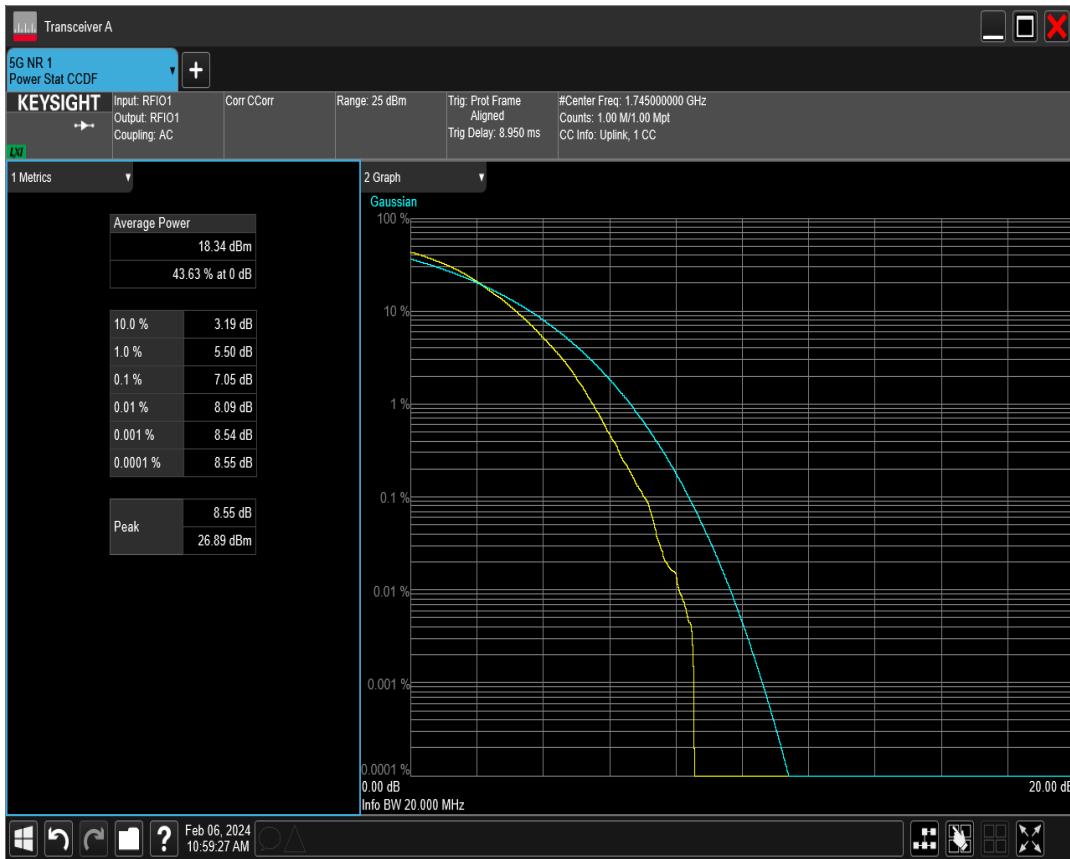 Transceiver A
5G NR 1
Power Stat CCDF
+
KEYSIGHT
LXI
Input: RFIO1
Output: RFIO1
Coupling: AC
Corr CCorr
Range: 25 dBm
Trig: Prot Frame
Aligned
Trig Delay: 8.950 ms
#Center Freq: 1.745000000 GHz
Counts: 1.00 M/1.00 Mpt
CC Info: Uplink, 1 CC
1 Metrics
Average Power
18.34 dBm
43.63 % at 0 dB
10.0 % 3.19 dB
1.0 % 5.50 dB
0.1 % 7.05 dB
0.01 % 8.09 dB
0.001 % 8.54 dB
0.0001 % 8.55 dB
Peak
8.55 dB
26.89 dBm
2 Graph
Gaussian
100 %
10 %
1 %
0.1 %
0.01 %
0.001 %
0.0001 %
0.00 dB 20.00 dB
Info BW 20.000 MHz
?
Feb 06, 2024
10:59:27 AM